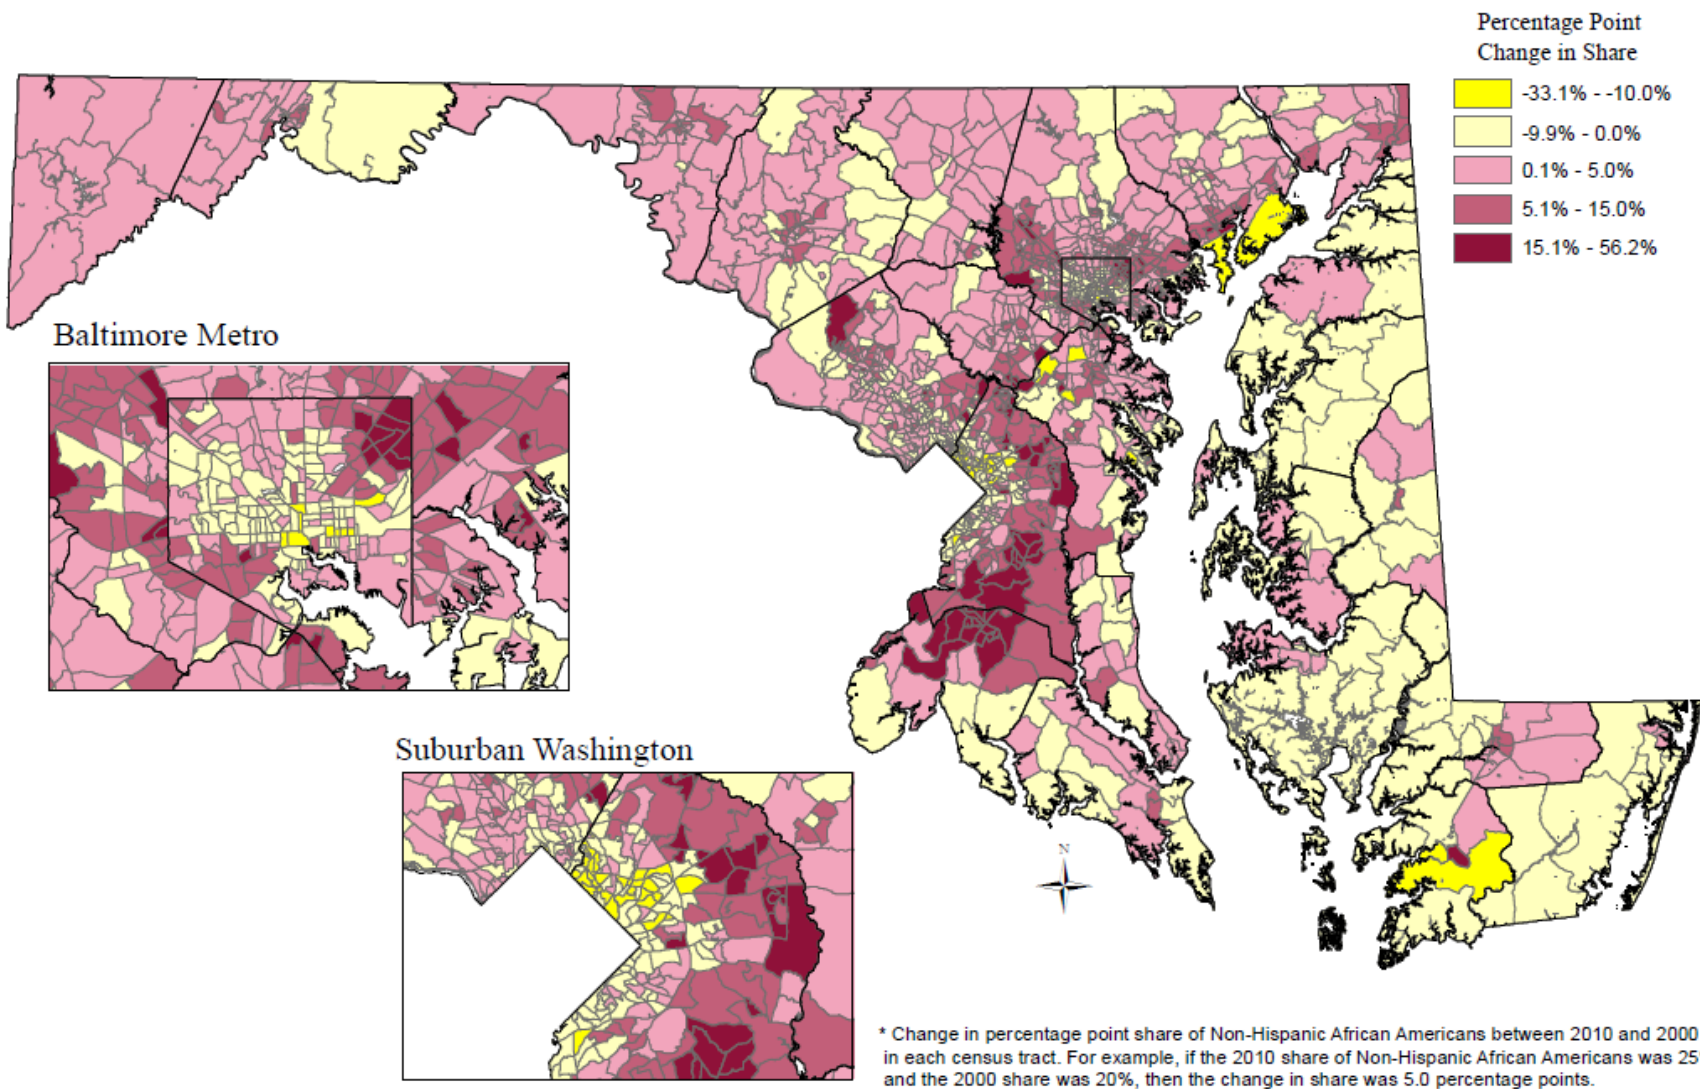 Percentage Point
Change in Share
-33.1% - -10.0%
-9.9% - 0.0%
0.1% - 5.0%
5.1% - 15.0%
15.1% - 56.2%
Baltimore Metro
Suburban Washington
N
* Change in percentage point share of Non-Hispanic African Americans between 2010 and 2000
in each census tract. For example, if the 2010 share of Non-Hispanic African Americans was 25
and the 2000 share was 20%, then the change in share was 5.0 percentage points.